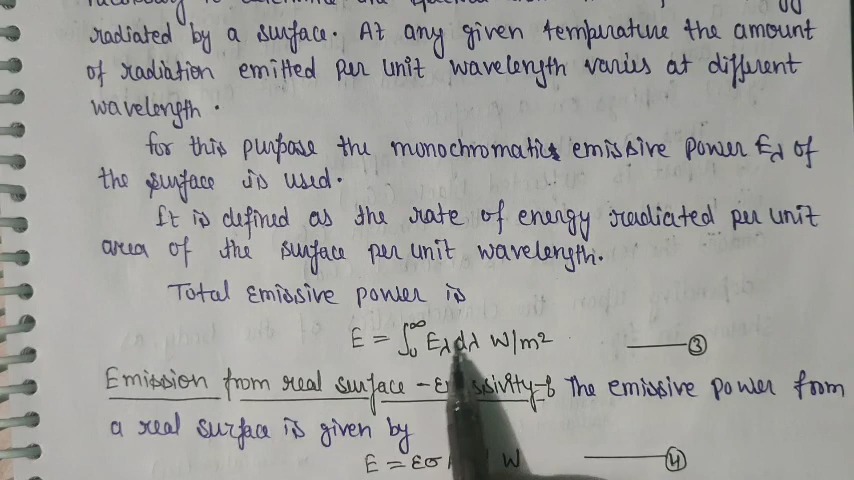 radiated by a surface. At any given temperature the amount
of radiation emitted per unit wavelength varies at different
wavelength.
for this purpose the monochromatic emissive power Eλ of
the surface is used.
It is defined as the rate of energy radiated per unit
area of the surface per unit wavelength.
Total Emissive power is
E = ∫₀^∞ Eλ dλ W/m2 ③
Emission from real surface - Emissivity- The emissive power from
a real surface is given by
E = εσ W ④